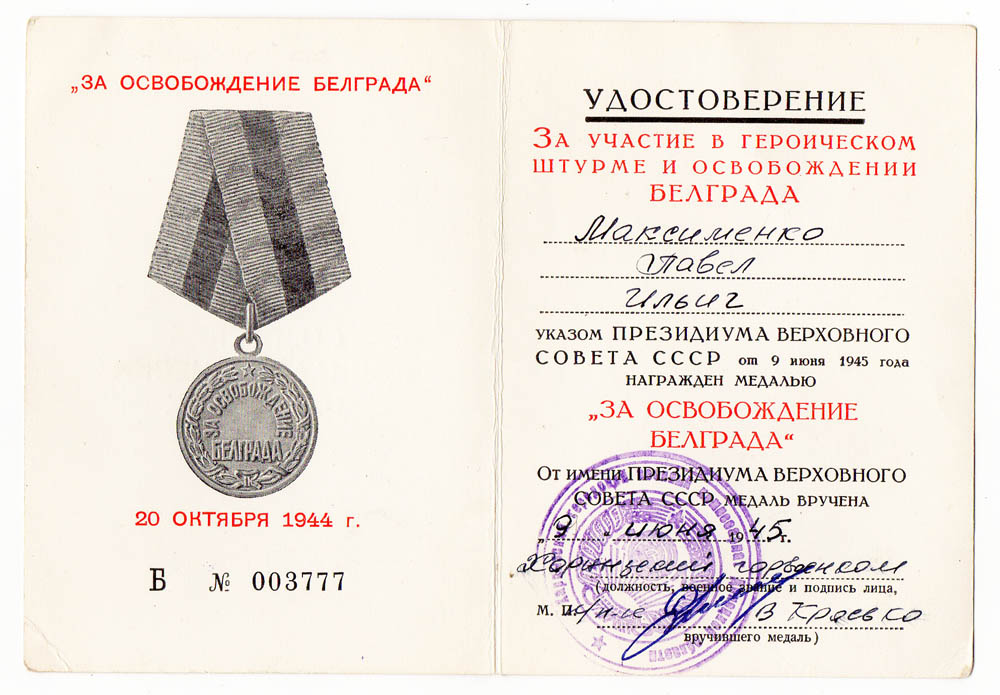 „ЗА ОСВОБОЖДЕНИЕ БЕЛГРАДА“
ЗА ОСВОБОЖДЕНИЕ
БЕЛГРАДА
20 ОКТЯБРЯ 1944 г.
Б № 003777
УДОСТОВЕРЕНИЕ
ЗА УЧАСТИЕ В ГЕРОИЧЕСКОМ
ШТУРМЕ И ОСВОБОЖДЕНИИ
БЕЛГРАДА
Максименко
Павел
Ильич
УКАЗОМ ПРЕЗИДИУМА ВЕРХОВНОГО
СОВЕТА СССР от 9 июня 1945 года
НАГРАЖДЕН МЕДАЛЬЮ
„ЗА ОСВОБОЖДЕНИЕ
БЕЛГРАДА“
ОТ ИМЕНИ ПРЕЗИДИУМА ВЕРХОВНОГО
СОВЕТА СССР МЕДАЛЬ ВРУЧЕНА
„9 „ июня 1945 г.
горвоенком
(должность, военное звание и подпись лица,
М. П.
вручившего медаль)